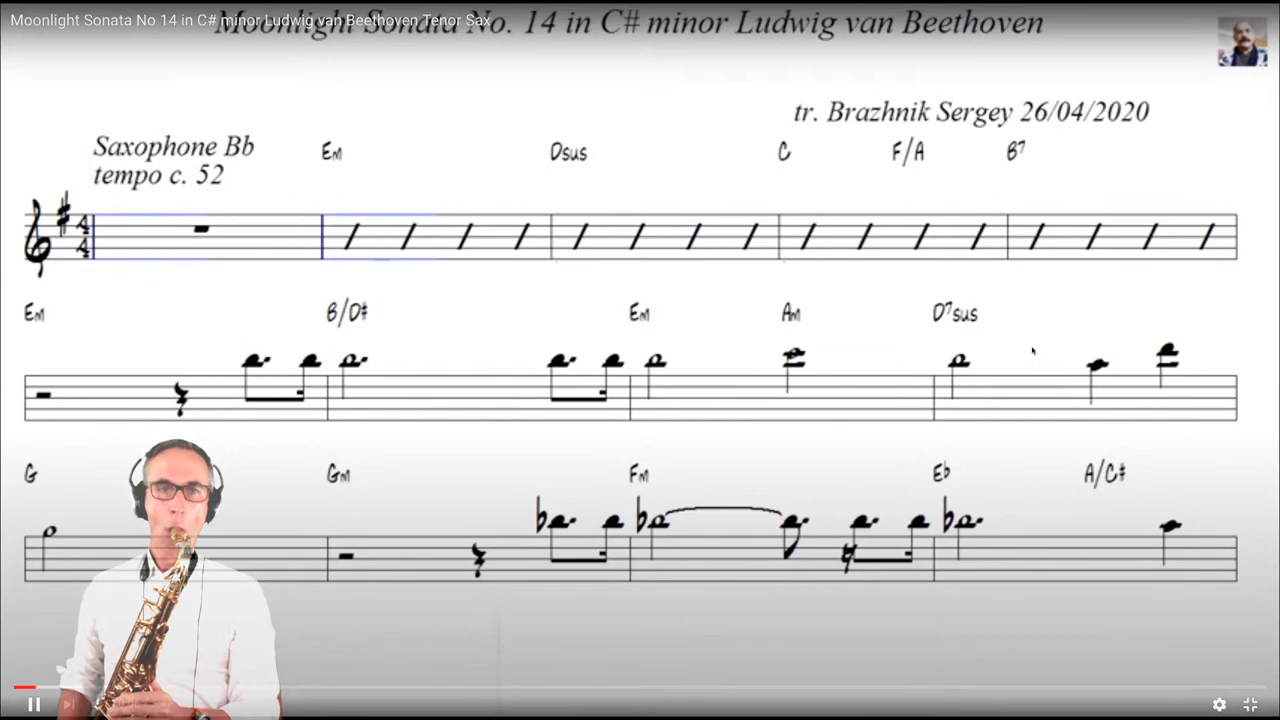 Moonlight Sonata No 14 in C# minor Ludwig van Beethoven Tenor Sax
Moonlight Sonata No. 14 in C# minor Ludwig van Beethoven
tr. Brazhnik Sergey 26/04/2020
Saxophone Bb
tempo c. 52
Em Dsus C F/A B7
4/4
Em B/D# Em Am D7sus
G Gm Fm Eb A/C#